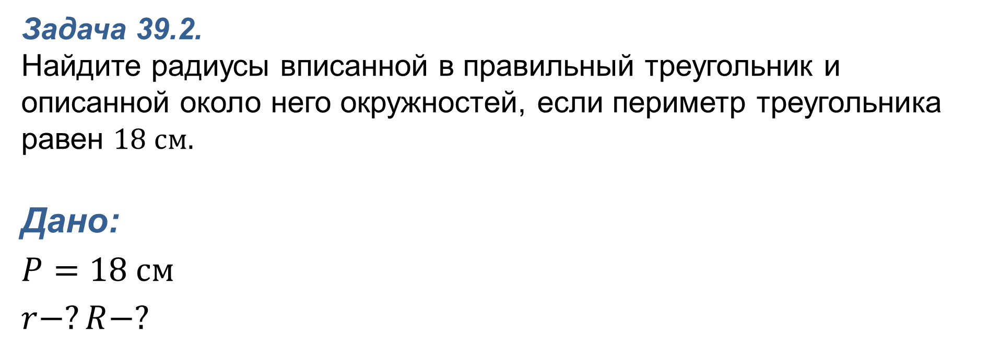 Задача 39.2.
Найдите радиусы вписанной в правильный треугольник и
описанной около него окружностей, если периметр треугольника
равен 18 см.
Дано:
P = 18 см
r−? R−?